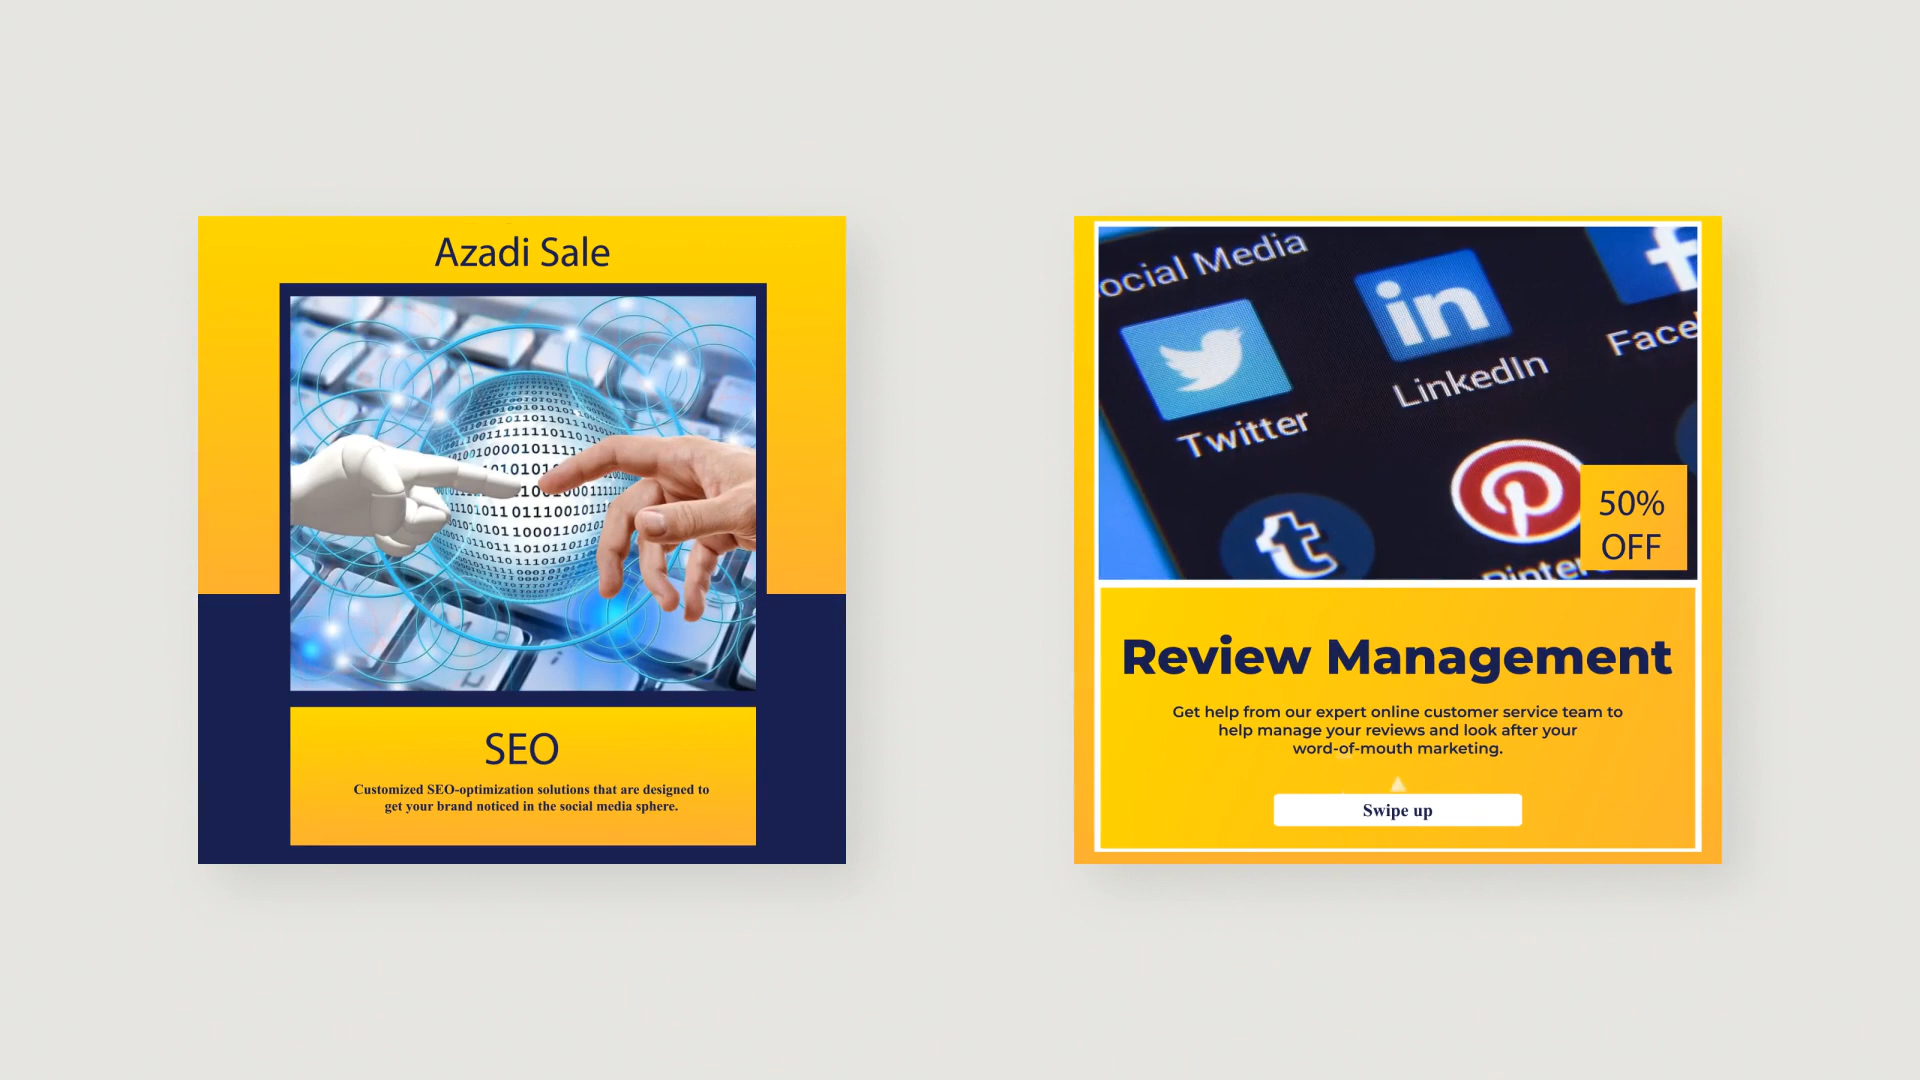 Azadi Sale
SEO
Customized SEO-optimization solutions that are designed to
get your brand noticed in the social media sphere.
ocial Media
Twitter
LinkedIn
Face
Pinter
50%
OFF
Review Management
Get help from our expert online customer service team to
help manage your reviews and look after your
word-of-mouth marketing.
Swipe up